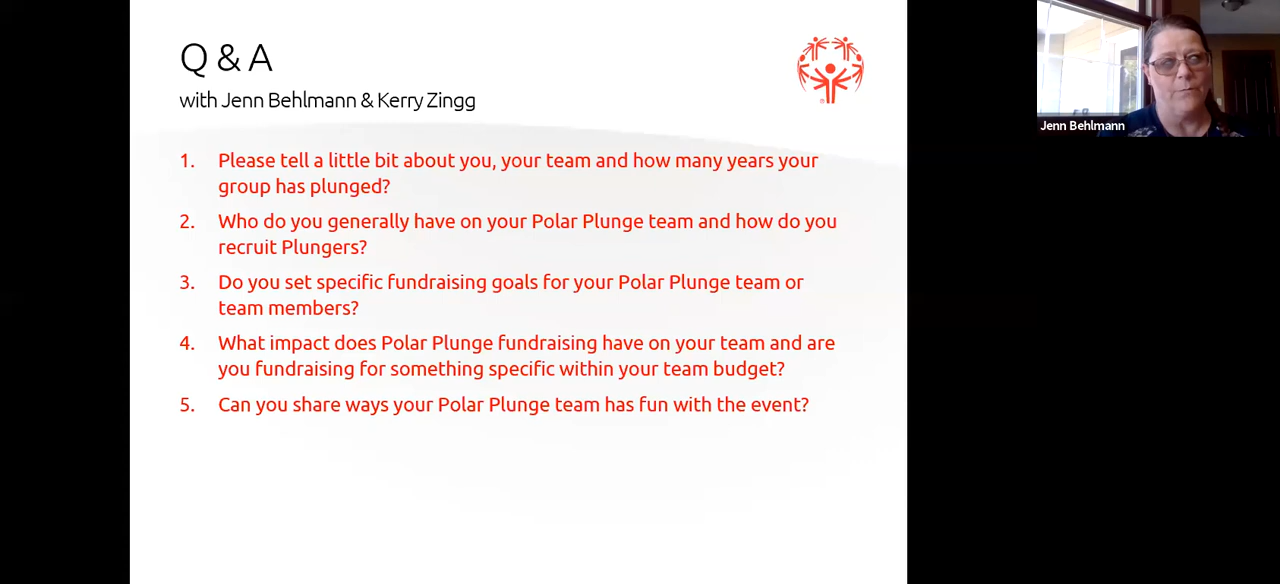 Q & A
with Jenn Behlmann & Kerry Zingg
1. Please tell a little bit about you, your team and how many years your
group has plunged?
2. Who do you generally have on your Polar Plunge team and how do you
recruit Plungers?
3. Do you set specific fundraising goals for your Polar Plunge team or
team members?
4. What impact does Polar Plunge fundraising have on your team and are
you fundraising for something specific within your team budget?
5. Can you share ways your Polar Plunge team has fun with the event?
Jenn Behlmann